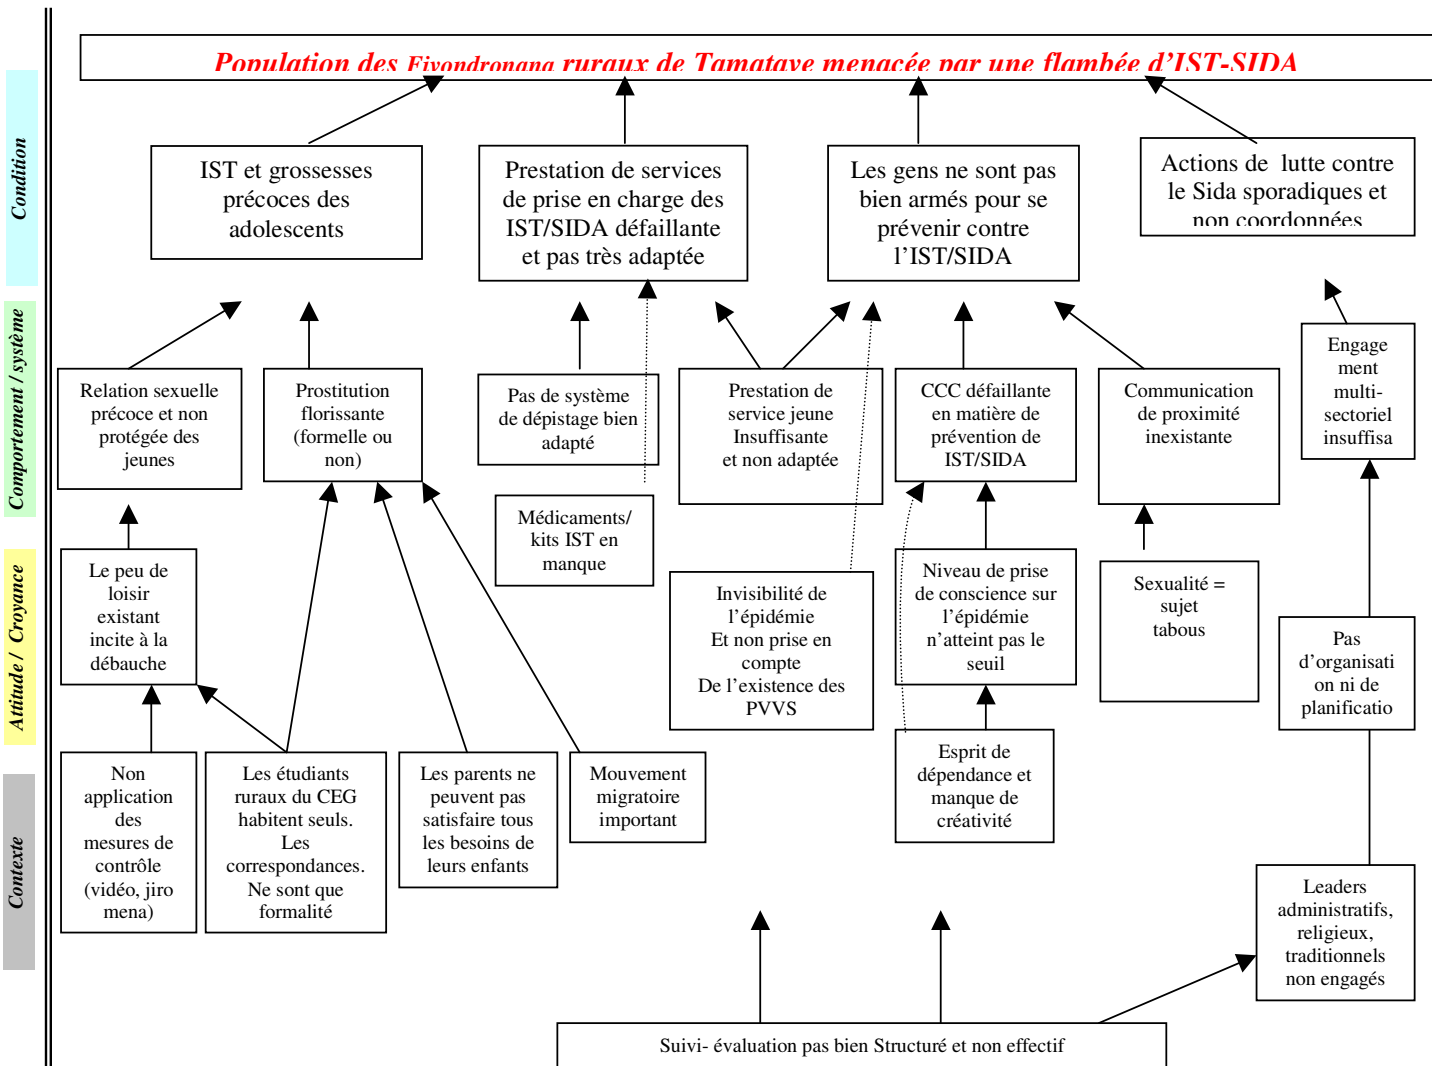 Population des Fivondronana ruraux de Tamatave menacée par une flambée d'IST-SIDA
Condition
IST et grossesses
précoces des
adolescents
Prestation de services
de prise en charge des
IST/SIDA défaillante
et pas très adaptée
Les gens ne sont pas
bien armés pour se
prévenir contre
l'IST/SIDA
Actions de lutte contre
le Sida sporadiques et
non coordonnées
Comportement / système
Relation sexuelle
précoce et non
protégée des
jeunes
Prostitution
florissante
(formelle ou
non)
Pas de système
de dépistage bien
adapté
Prestation de
service jeune
Insuffisante
et non adaptée
CCC défaillante
en matière de
prévention de
IST/SIDA
Communication
de proximité
inexistante
Engage
ment
multi-
sectoriel
insuffisa
Médicaments/
kits IST en
manque
Attitude / Croyance
Le peu de
loisir
existant
incite à la
débauche
Invisibilité de
l'épidémie
Et non prise en
compte
De l'existence des
PVVS
Niveau de prise
de conscience sur
l'épidémie
n'atteint pas le
seuil
Sexualité =
sujet
tabous
Pas
d'organisati
on ni de
planificatio
Contexte
Non
application
des
mesures de
contrôle
(vidéo, jiro
mena)
Les étudiants
ruraux du CEG
habitent seuls.
Les
correspondances.
Ne sont que
formalité
Les parents ne
peuvent pas
satisfaire tous
les besoins de
leurs enfants
Mouvement
migratoire
important
Esprit de
dépendance et
manque de
créativité
Leaders
administratifs,
religieux,
traditionnels
non engagés
Suivi- évaluation pas bien Structuré et non effectif